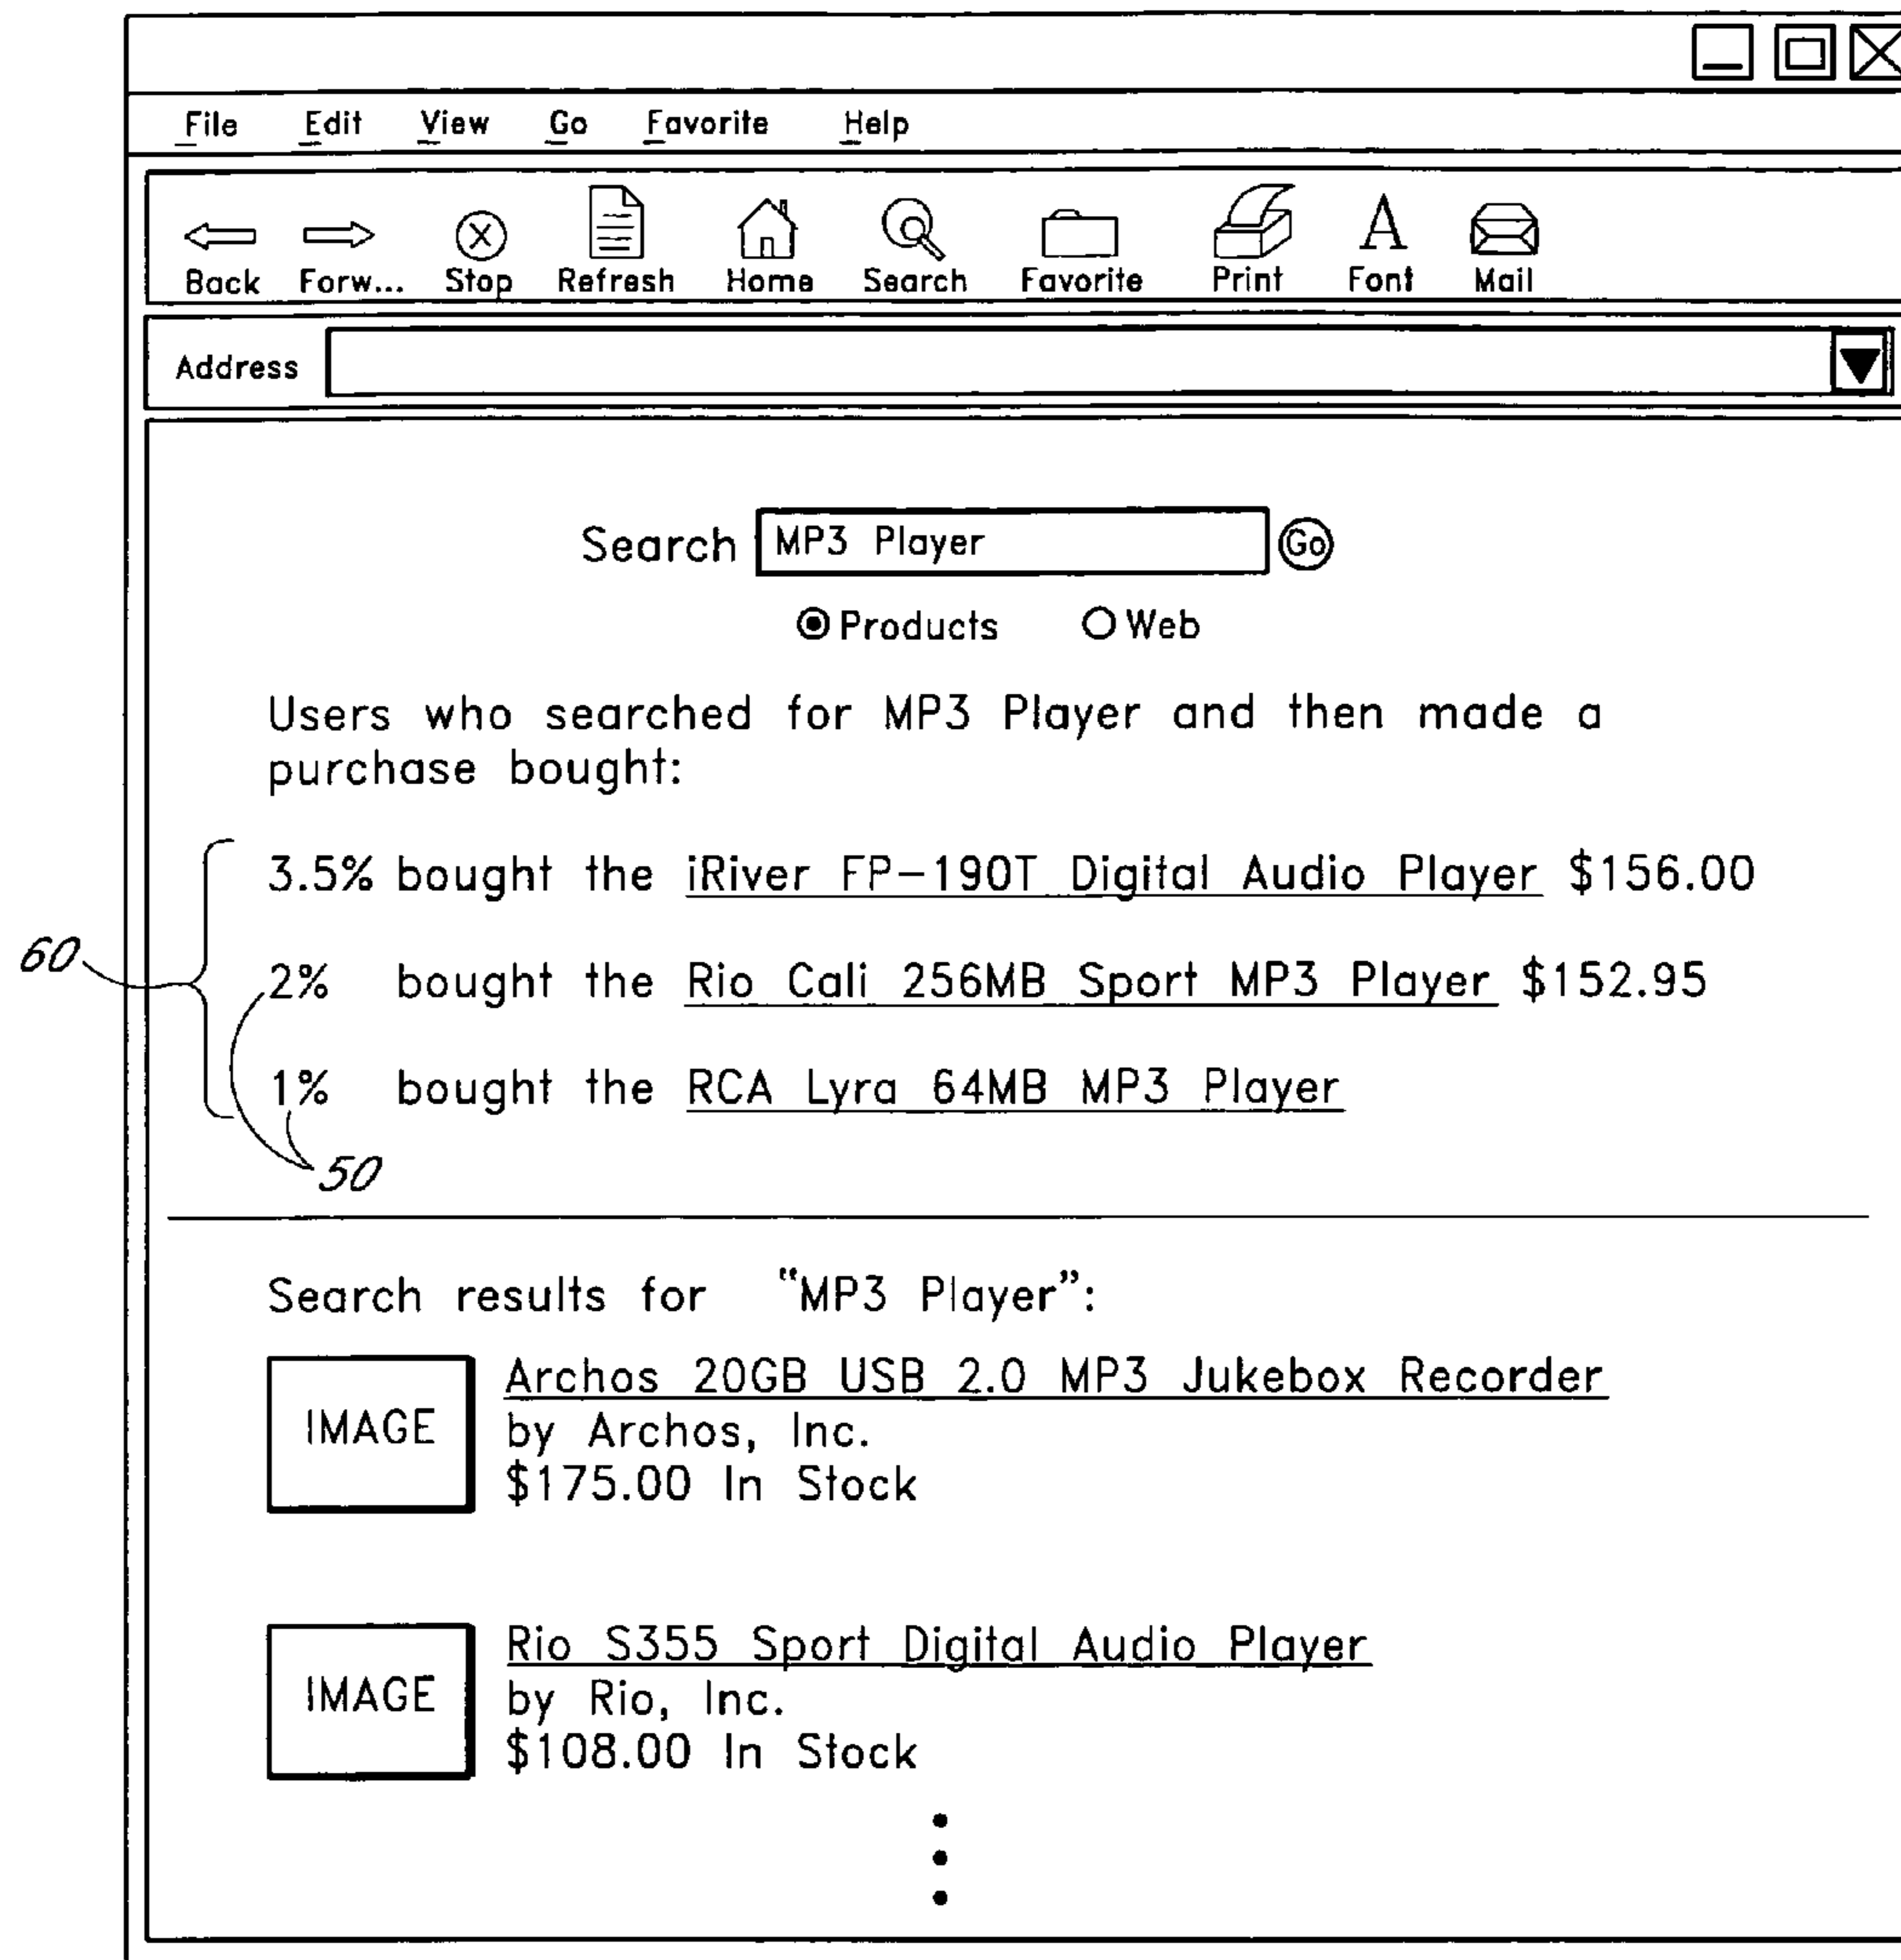 File Edit View Go Favorite Help
Back Forw... Stop Refresh Home Search Favorite Print Font Mail
Address
Search MP3 Player Go
Products Web
Users who searched for MP3 Player and then made a
purchase bought:
3.5% bought the iRiver FP-190T Digital Audio Player $156.00
60
2% bought the Rio Cali 256MB Sport MP3 Player $152.95
1% bought the RCA Lyra 64MB MP3 Player
50
Search results for "MP3 Player":
Archos 20GB USB 2.0 MP3 Jukebox Recorder
IMAGE by Archos, Inc.
$175.00 In Stock
Rio S355 Sport Digital Audio Player
IMAGE by Rio, Inc.
$108.00 In Stock